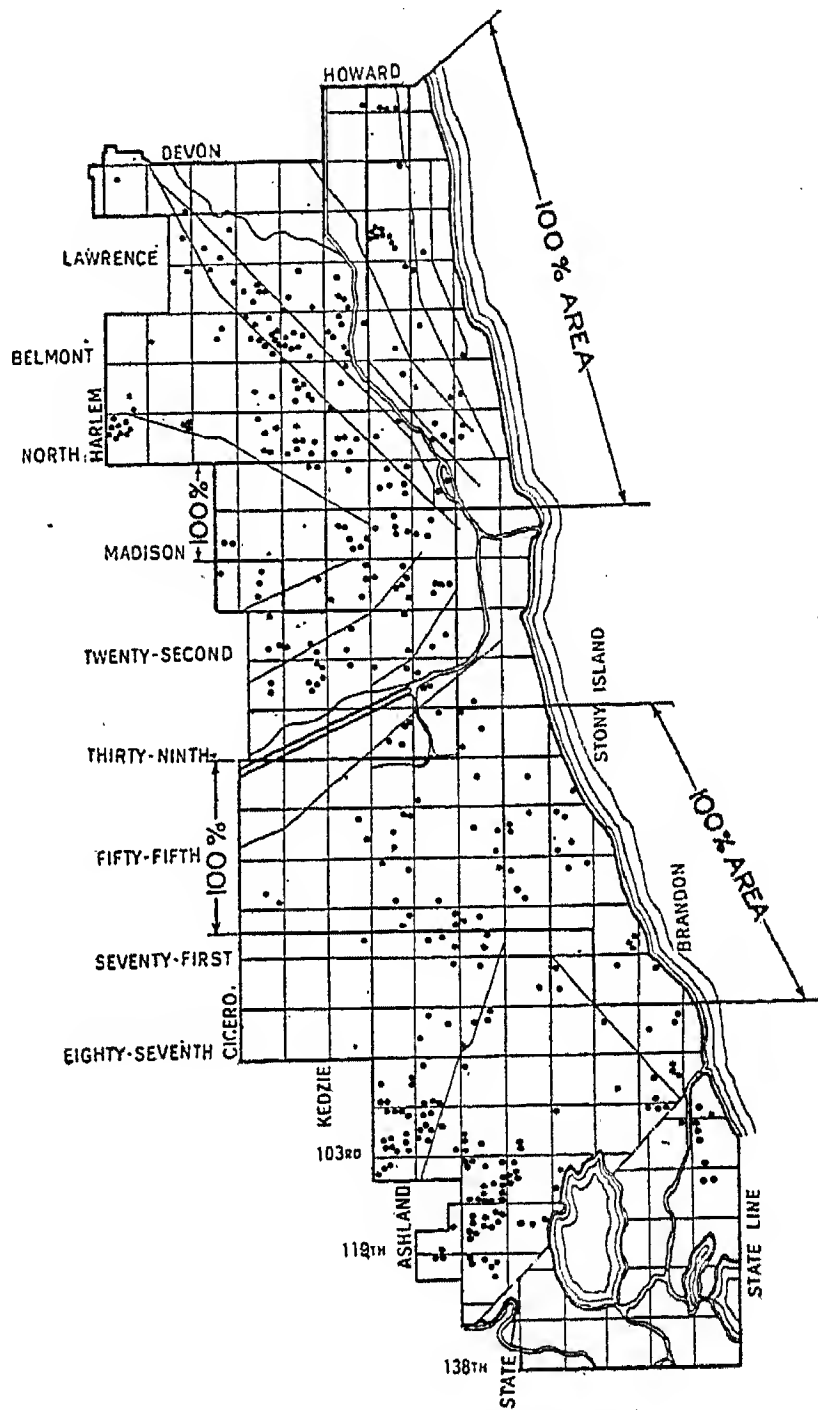 HOWARD
DEVON
100% AREA
LAWRENCE
BELMONT
HARLEM
NORTH
100%
MADISON
TWENTY-SECOND
STONY ISLAND
THIRTY-NINTH
100%
100% AREA
FIFTY-FIFTH
BRANDON
SEVENTY-FIRST
CICERO.
EIGHTY-SEVENTH
KEDZIE
103RD
ASHLAND
119TH
STATE LINE
138TH
STATE